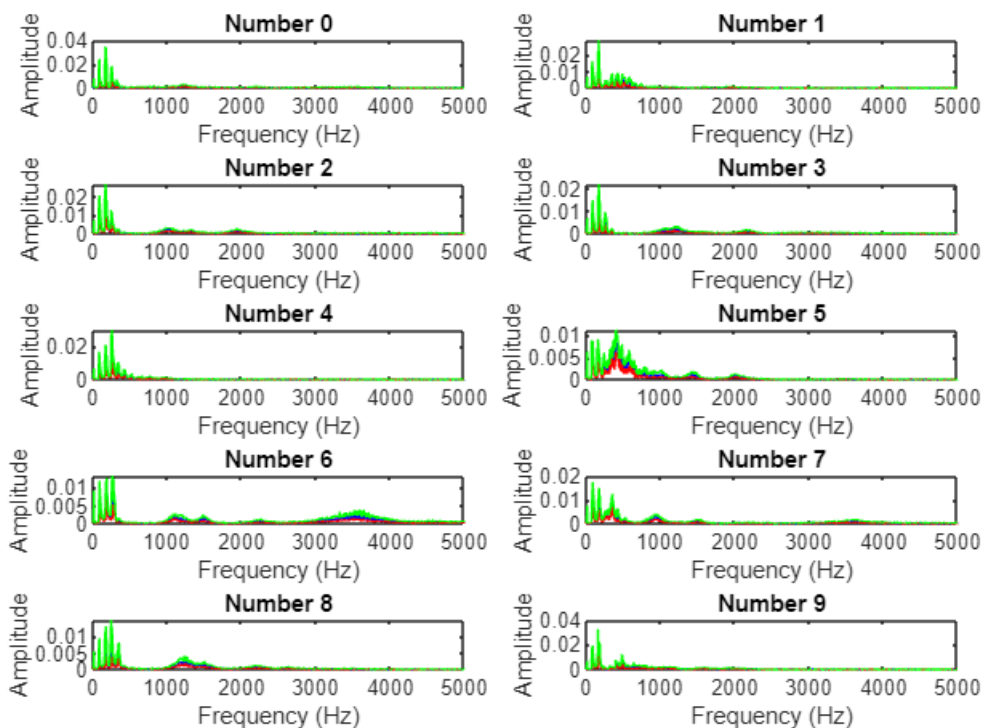 Number 0
Amplitude
0.04
0.02
0
0 1000 2000 3000 4000 5000
Frequency (Hz)
Number 1
Amplitude
0.02
0.01
0
0 1000 2000 3000 4000 5000
Frequency (Hz)
Number 2
Amplitude
0.02
0.01
0
0 1000 2000 3000 4000 5000
Frequency (Hz)
Number 3
Amplitude
0.02
0.01
0
0 1000 2000 3000 4000 5000
Frequency (Hz)
Number 4
Amplitude
0.02
0
0 1000 2000 3000 4000 5000
Frequency (Hz)
Number 5
Amplitude
0.01
0.005
0
0 1000 2000 3000 4000 5000
Frequency (Hz)
Number 6
Amplitude
0.01
0.005
0
0 1000 2000 3000 4000 5000
Frequency (Hz)
Number 7
Amplitude
0.02
0.01
0
0 1000 2000 3000 4000 5000
Frequency (Hz)
Number 8
Amplitude
0.01
0.005
0
0 1000 2000 3000 4000 5000
Frequency (Hz)
Number 9
Amplitude
0.04
0.02
0
0 1000 2000 3000 4000 5000
Frequency (Hz)